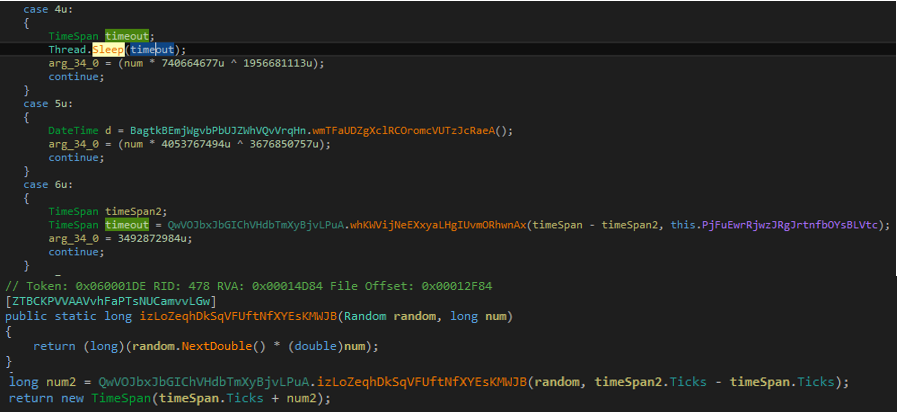 case 4u:
{
TimeSpan timeout;
Thread.Sleep(timeout);
arg_34_0 = (num * 740664677u ^ 1956681113u);
continue;
}
case 5u:
{
DateTime d = BagtkBEmjWgvbPbUJZWhVQvVrqHn.wmTFaUDZgXclRCOromcVUTzJcRaeA();
arg_34_0 = (num * 4053767494u ^ 3676850757u);
continue;
}
case 6u:
{
TimeSpan timeSpan2;
TimeSpan timeout = QwVOJbxJbGIChVHdbTmXyBjvLPuA.whKWVijNeEXxyaLHgIUvmORhwnAx(timeSpan - timeSpan2, this.PjFuEwrRjwzJRgJrtnfbOYsBLVtc);
arg_34_0 = 3492872984u;
continue;
}
// Token: 0x060001DE RID: 478 RVA: 0x00014D84 File Offset: 0x00012F84
[ZTBCKPVVAAVvhFaPTsNUCamvvLGw]
public static long izLoZeqhDkSqVFUftNfXYEsKMWJB(Random random, long num)
{
return (long)(random.NextDouble() * (double)num);
}
long num2 = QwVOJbxJbGIChVHdbTmXyBjvLPuA.izLoZeqhDkSqVFUftNfXYEsKMWJB(random, timeSpan2.Ticks - timeSpan.Ticks);
return new TimeSpan(timeSpan.Ticks + num2);